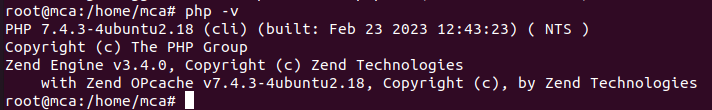 root@mca:/home/mca# php -v
PHP 7.4.3-4ubuntu2.18 (cli) (built: Feb 23 2023 12:43:23) ( NTS )
Copyright (c) The PHP Group
Zend Engine v3.4.0, Copyright (c) Zend Technologies
    with Zend OPcache v7.4.3-4ubuntu2.18, Copyright (c), by Zend Technologies
root@mca:/home/mca#